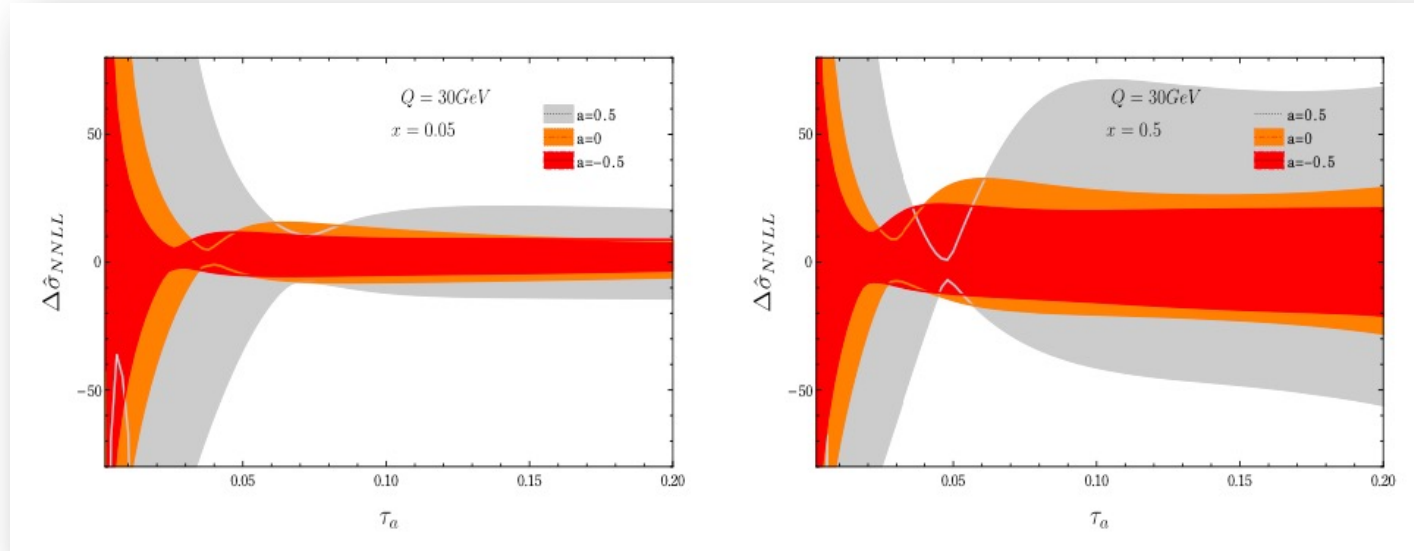 Q = 30GeV
x = 0.05
a=0.5
a=0
a=-0.5
50
0
-50
0.05
0.10
0.15
0.20
Δσ̂_{NNLL}
τ_a
Q = 30GeV
x = 0.5
a=0.5
a=0
a=-0.5
50
0
-50
0.05
0.10
0.15
0.20
Δσ̂_{NNLL}
τ_a